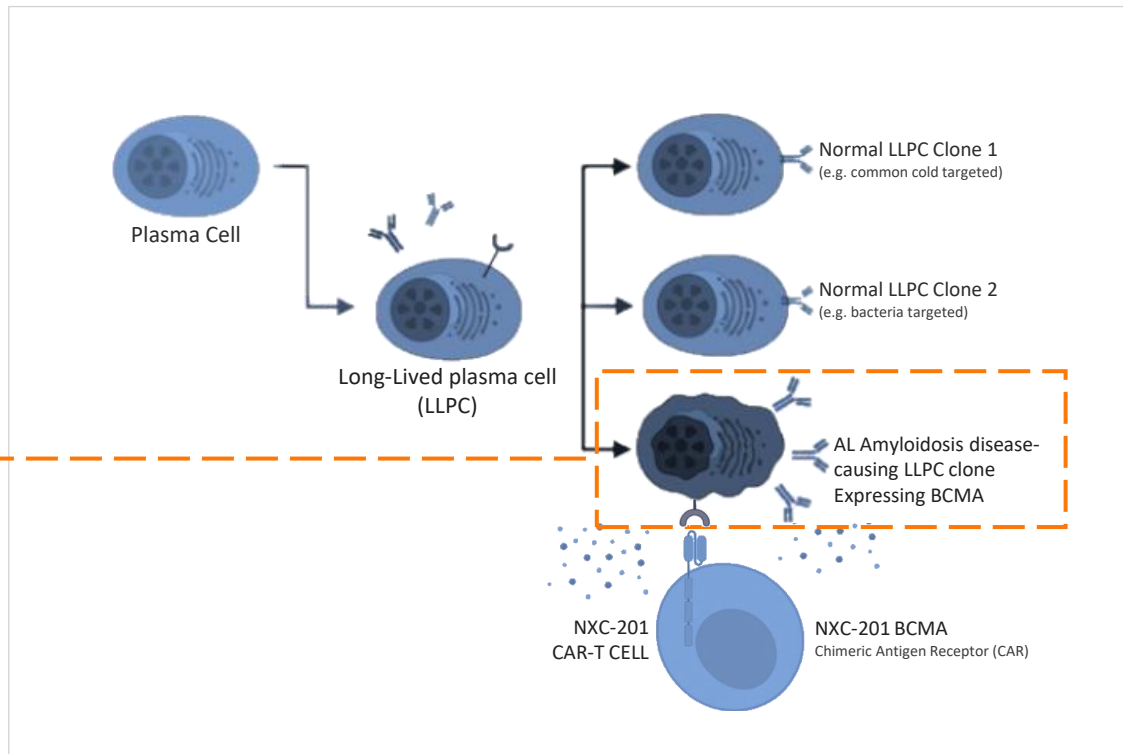 Normal LLPC Clone 1
(e.g. common cold targeted)
Plasma Cell
Normal LLPC Clone 2
(e.g. bacteria targeted)
Long-Lived plasma cell
(LLPC)
AL Amyloidosis disease-
causing LLPC clone
Expressing BCMA
NXC-201
CAR-T CELL
NXC-201 BCMA
Chimeric Antigen Receptor (CAR)